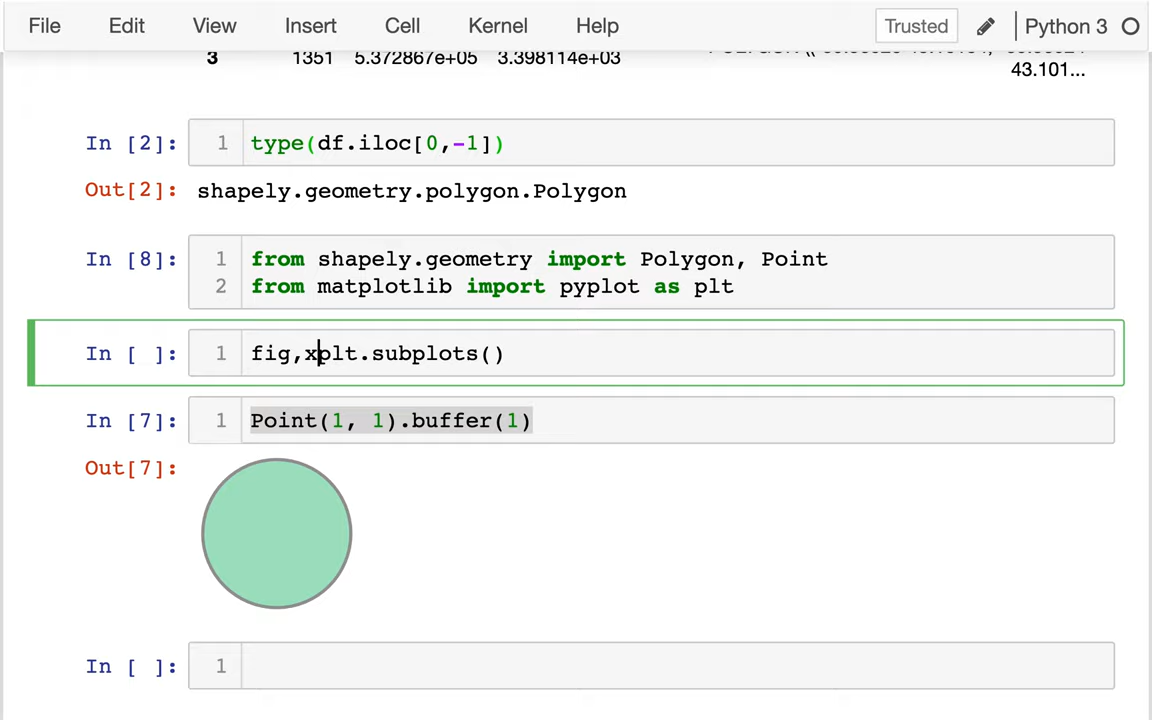 File Edit View Insert Cell Kernel Help Trusted Python 3
3 1351 5.372867e+05 3.398114e+03
43.101...
In [2]: 1 type(df.iloc[0,-1])
Out[2]: shapely.geometry.polygon.Polygon
In [8]: 1 from shapely.geometry import Polygon, Point
2 from matplotlib import pyplot as plt
In [ ]: 1 fig,xplt.subplots()
In [7]: 1 Point(1, 1).buffer(1)
Out[7]:
In [ ]: 1